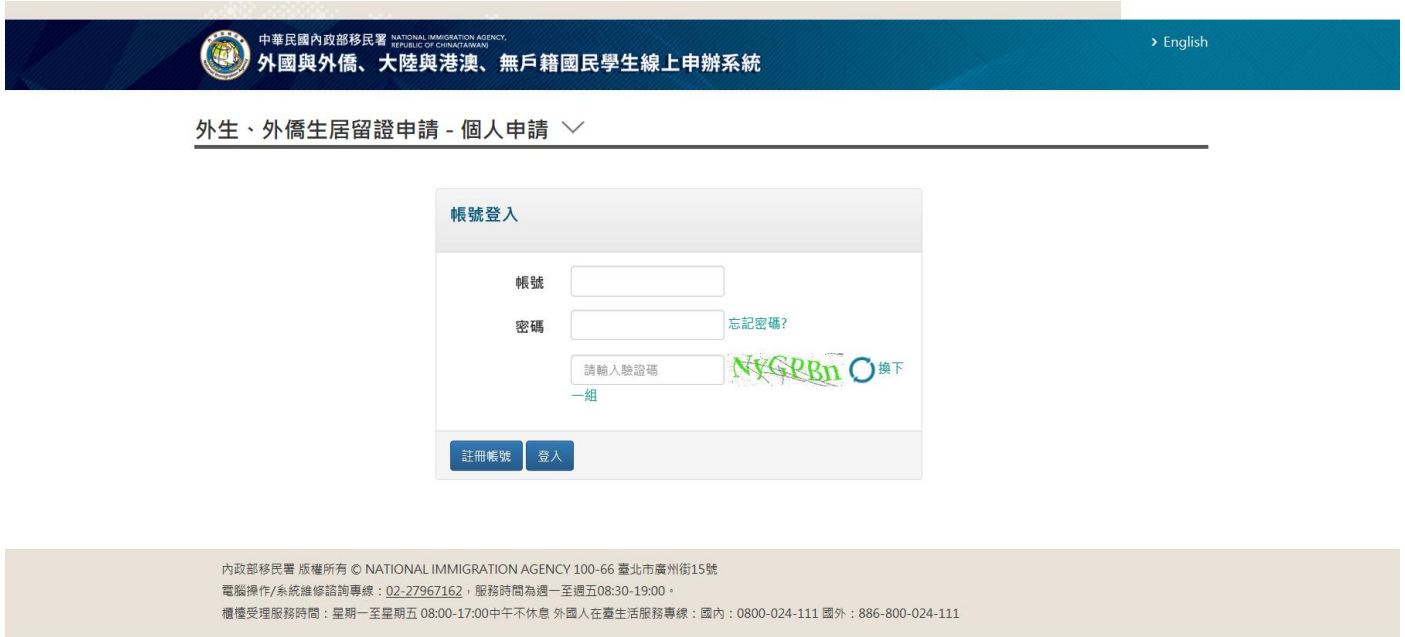 中華民國內政部移民署 NATIONAL IMMIGRATION AGENCY, REPUBLIC OF CHINA(TAIWAN)
外國與外僑、大陸與港澳、無戶籍國民學生線上申辦系統
English
外生、外僑生居留證申請 - 個人申請
帳號登入
帳號
密碼
忘記密碼?
請輸入驗證碼
NYGPBn
換下
一組
註冊帳號
登入
內政部移民署 版權所有 © NATIONAL IMMIGRATION AGENCY 100-66 臺北市廣州街15號
電腦操作/系統維修諮詢專線：02-27967162，服務時間為週一至週五08:30-19:00。
櫃檯受理服務時間：星期一至星期五 08:00-17:00中午不休息 外國人在臺生活服務專線：國內：0800-024-111 國外：886-800-024-111